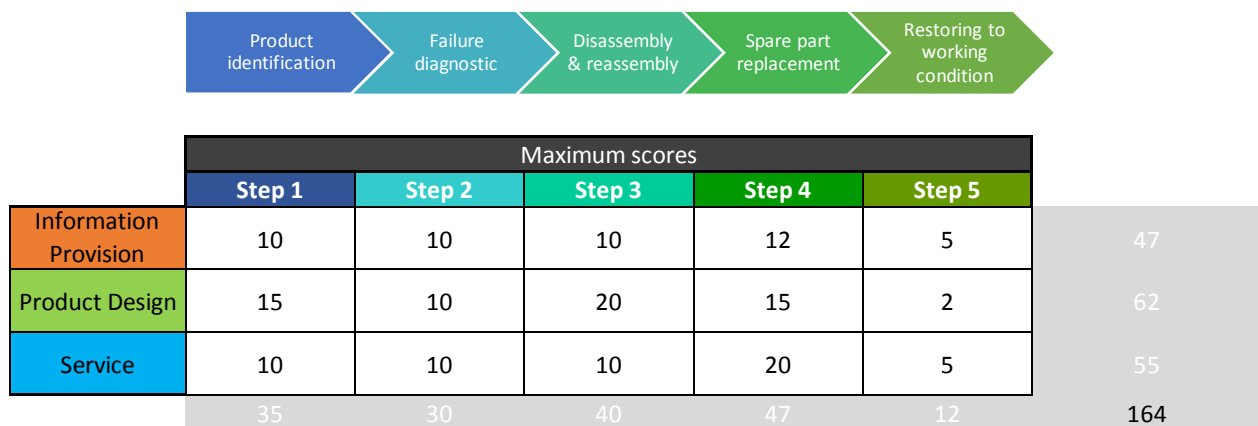 Product
identification
Failure
diagnostic
Disassembly
& reassembly
Spare part
replacement
Restoring to
working
condition
Maximum scores
Step 1 Step 2 Step 3 Step 4 Step 5
Information
Provision
10 10 10 12 5 47
Product Design 15 10 20 15 2 62
Service 10 10 10 20 5 55
35 30 40 47 12 164